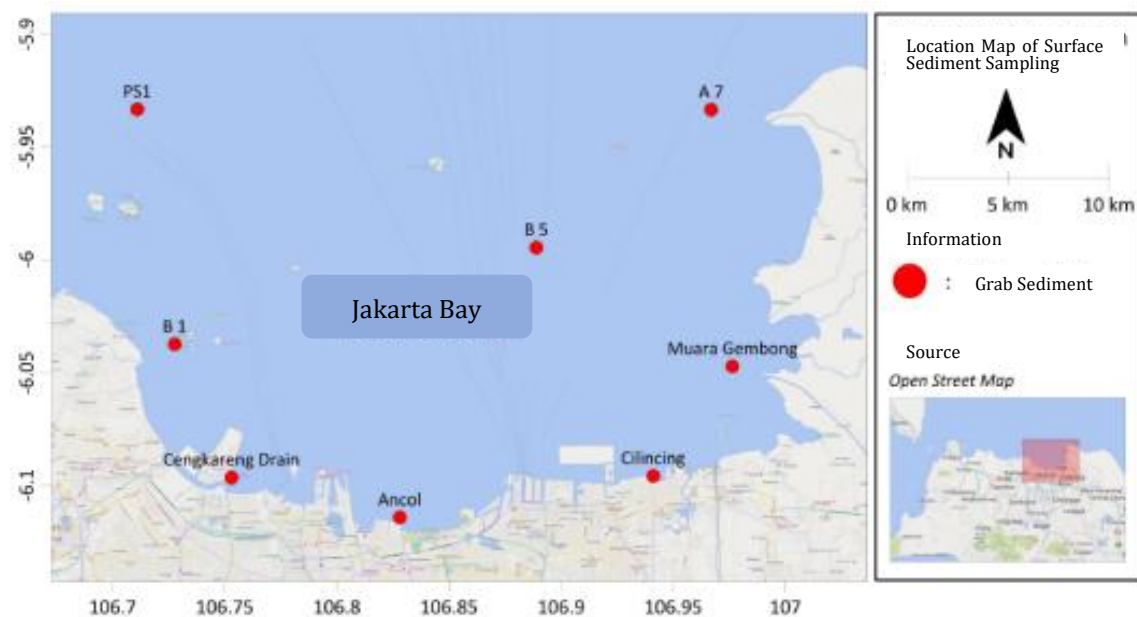 -5.9
-5.95
-6
-6.05
-6.1
PS1
A 7
B 5
Jakarta Bay
B 1
Muara Gembong
Cengkareng Drain
Cilincing
Ancol
106.7 106.75 106.8 106.85 106.9 106.95 107
Location Map of Surface
Sediment Sampling
N
0 km 5 km 10 km
Information
: Grab Sediment
Source
Open Street Map